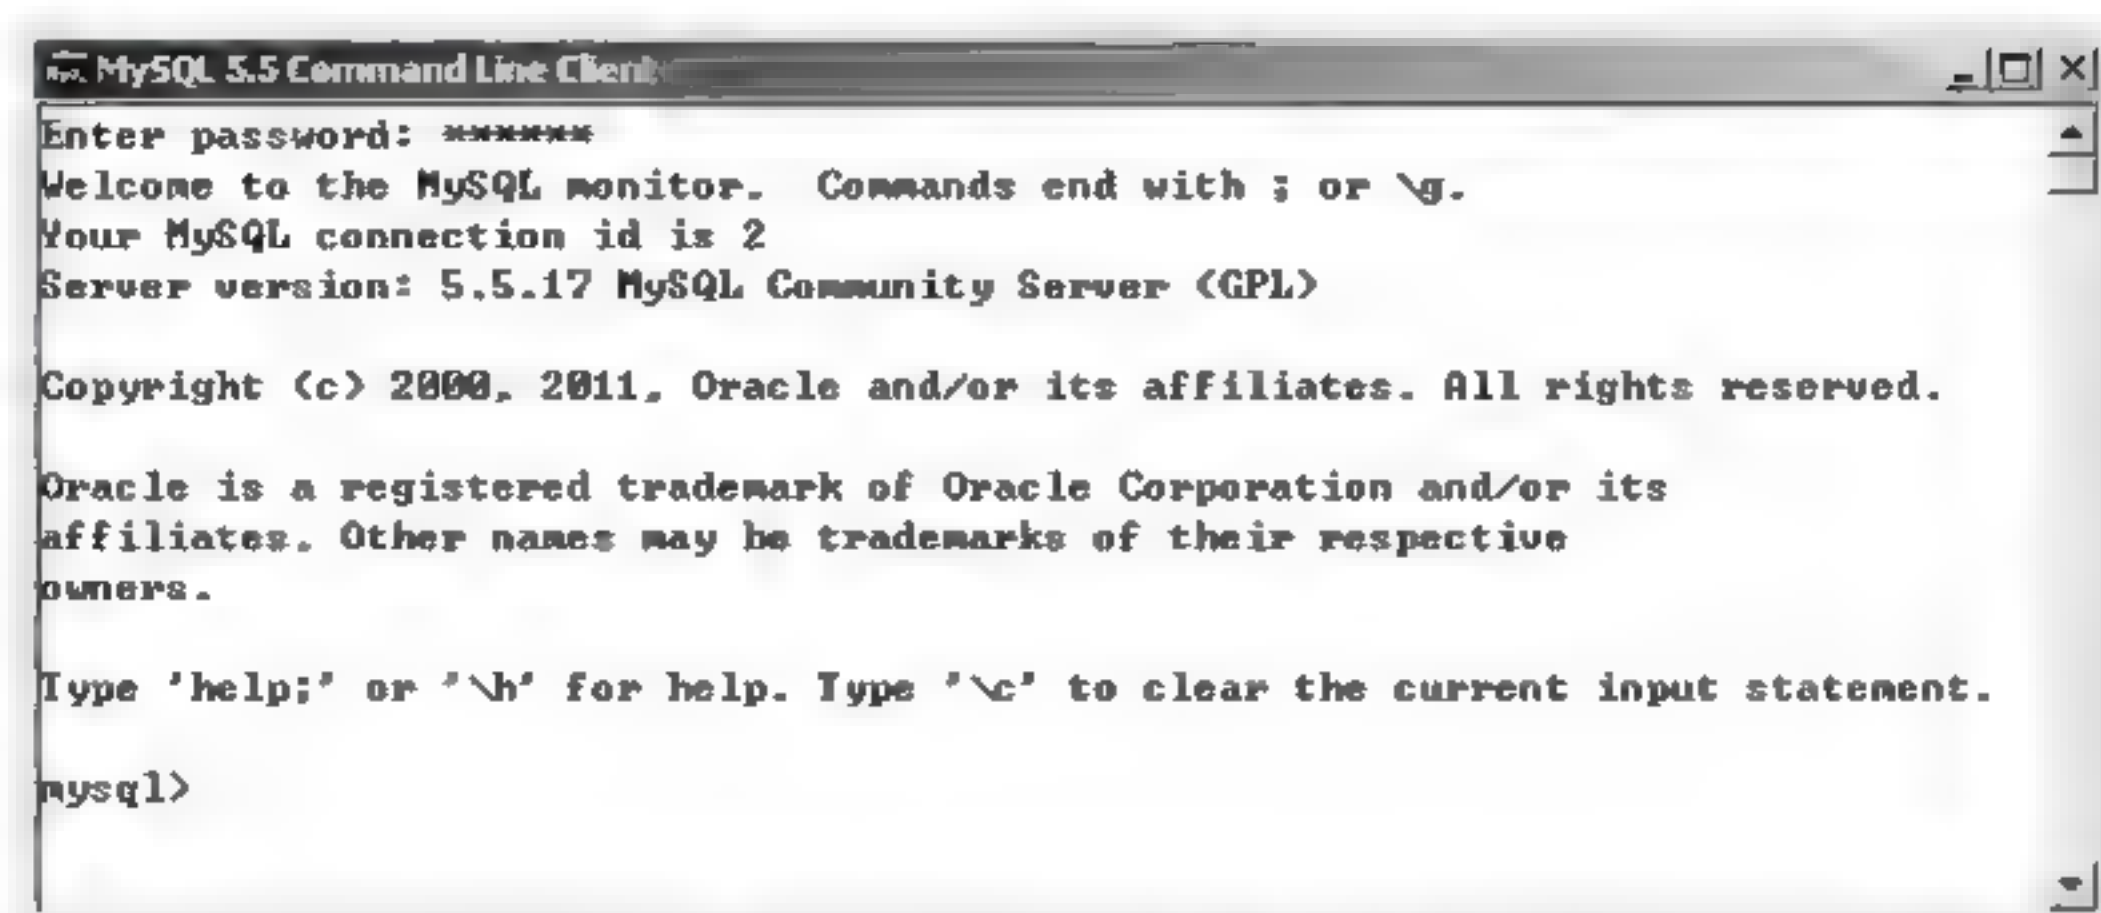 MySQL 5.5 Command Line Client
Enter password: ******
Welcome to the MySQL monitor.  Commands end with ; or \g.
Your MySQL connection id is 2
Server version: 5.5.17 MySQL Community Server (GPL)
Copyright (c) 2000, 2011, Oracle and/or its affiliates. All rights reserved.
Oracle is a registered trademark of Oracle Corporation and/or its
affiliates. Other names may be trademarks of their respective
owners.
Type 'help;' or '\h' for help. Type '\c' to clear the current input statement.
mysql>